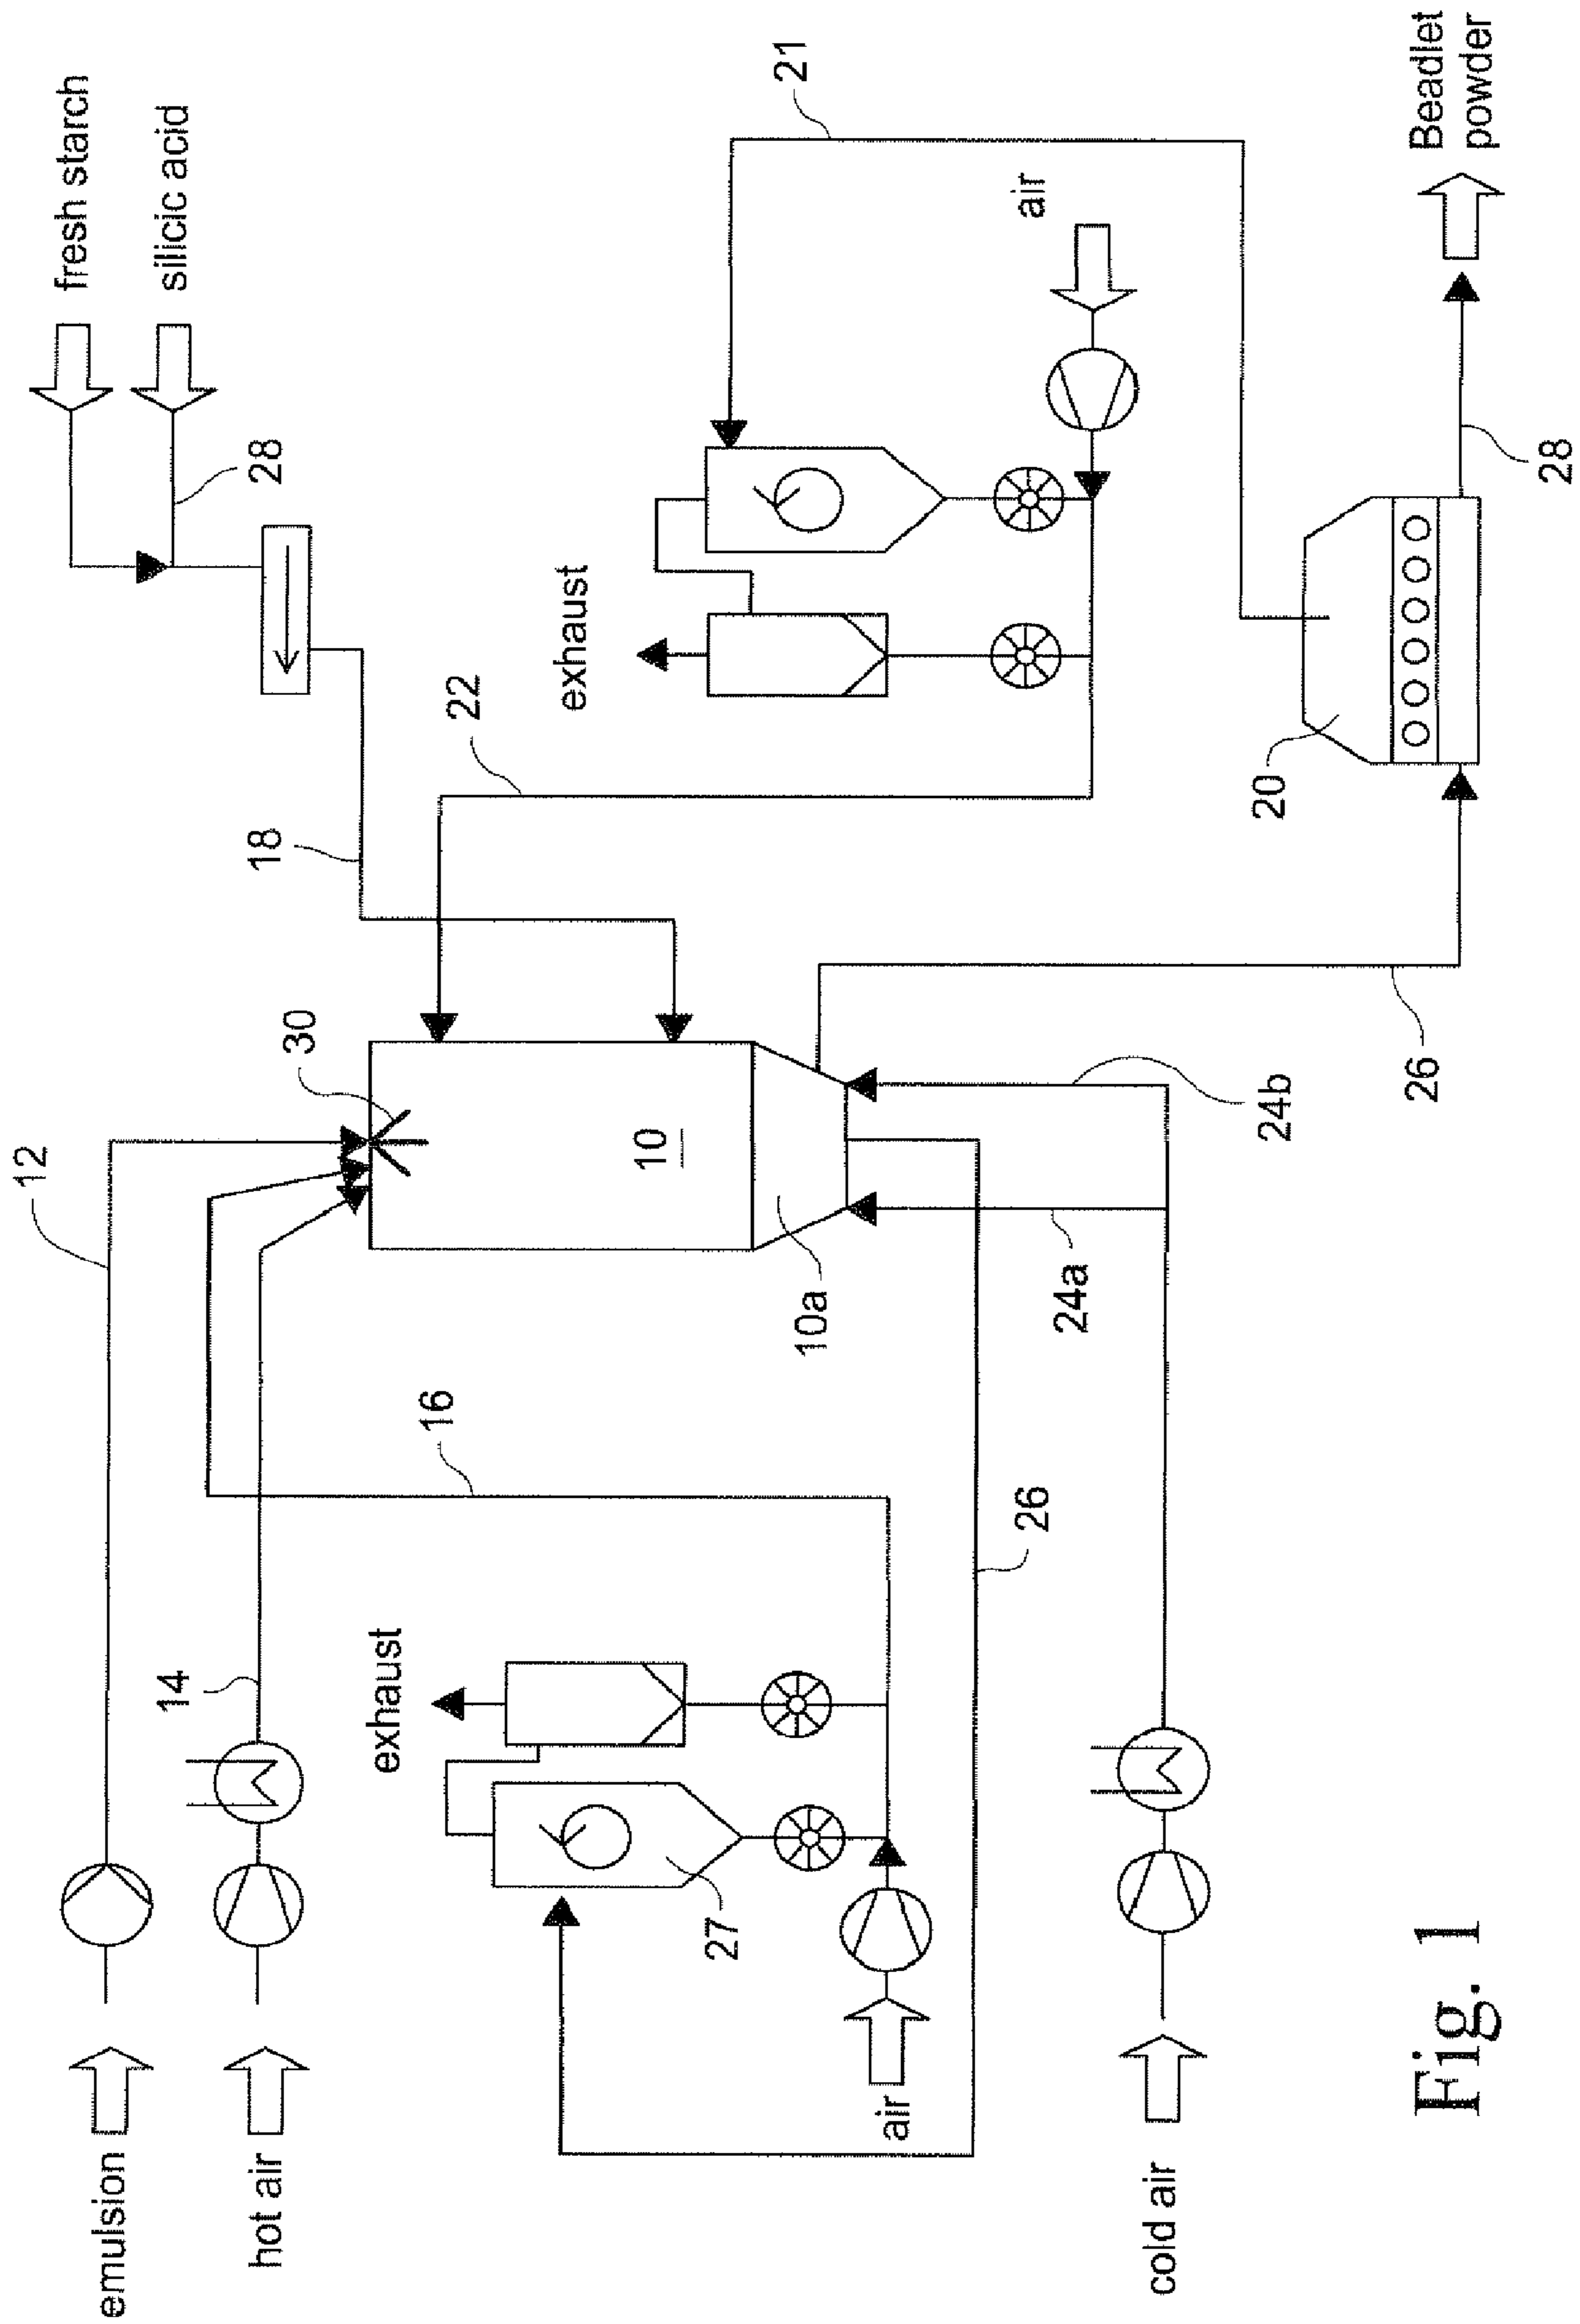 emulsion
12
fresh starch
silicic acid
hot air
14
30
18
28
exhaust
16
22
exhaust
21
10
27
10a
air
air
26
24a
24b
cold air
26
20
28
Beadlet
powder
Fig. 1